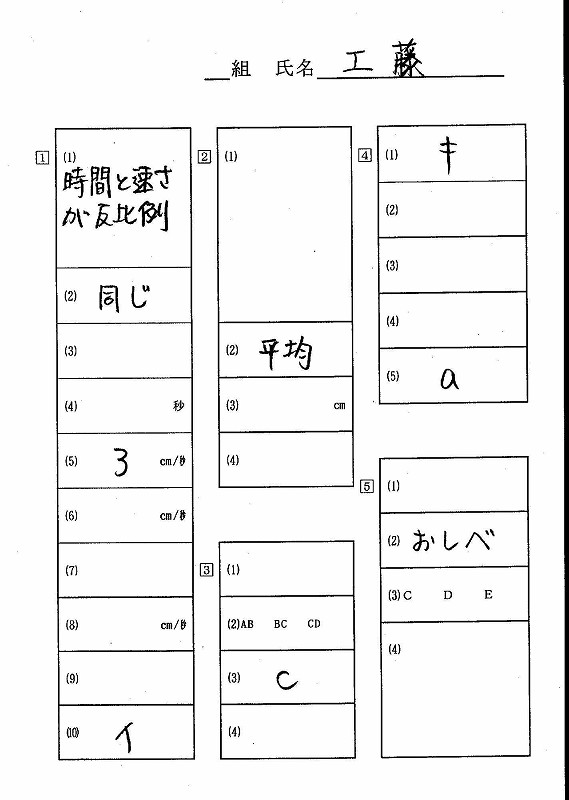 組 氏名 工藤
1
(1)
時間と速さ
が反比例
(2) 同じ
(3)
(4) 秒
(5) 3 cm/秒
(6) cm/秒
(7)
(8) cm/秒
(9)
(10) イ
2
(1)
(2) 平均
(3) cm
(4)
3
(1)
(2)AB BC CD
(3) C
(4)
4
(1) キ
(2)
(3)
(4)
(5) a
5
(1)
(2) おしべ
(3)C D E
(4)